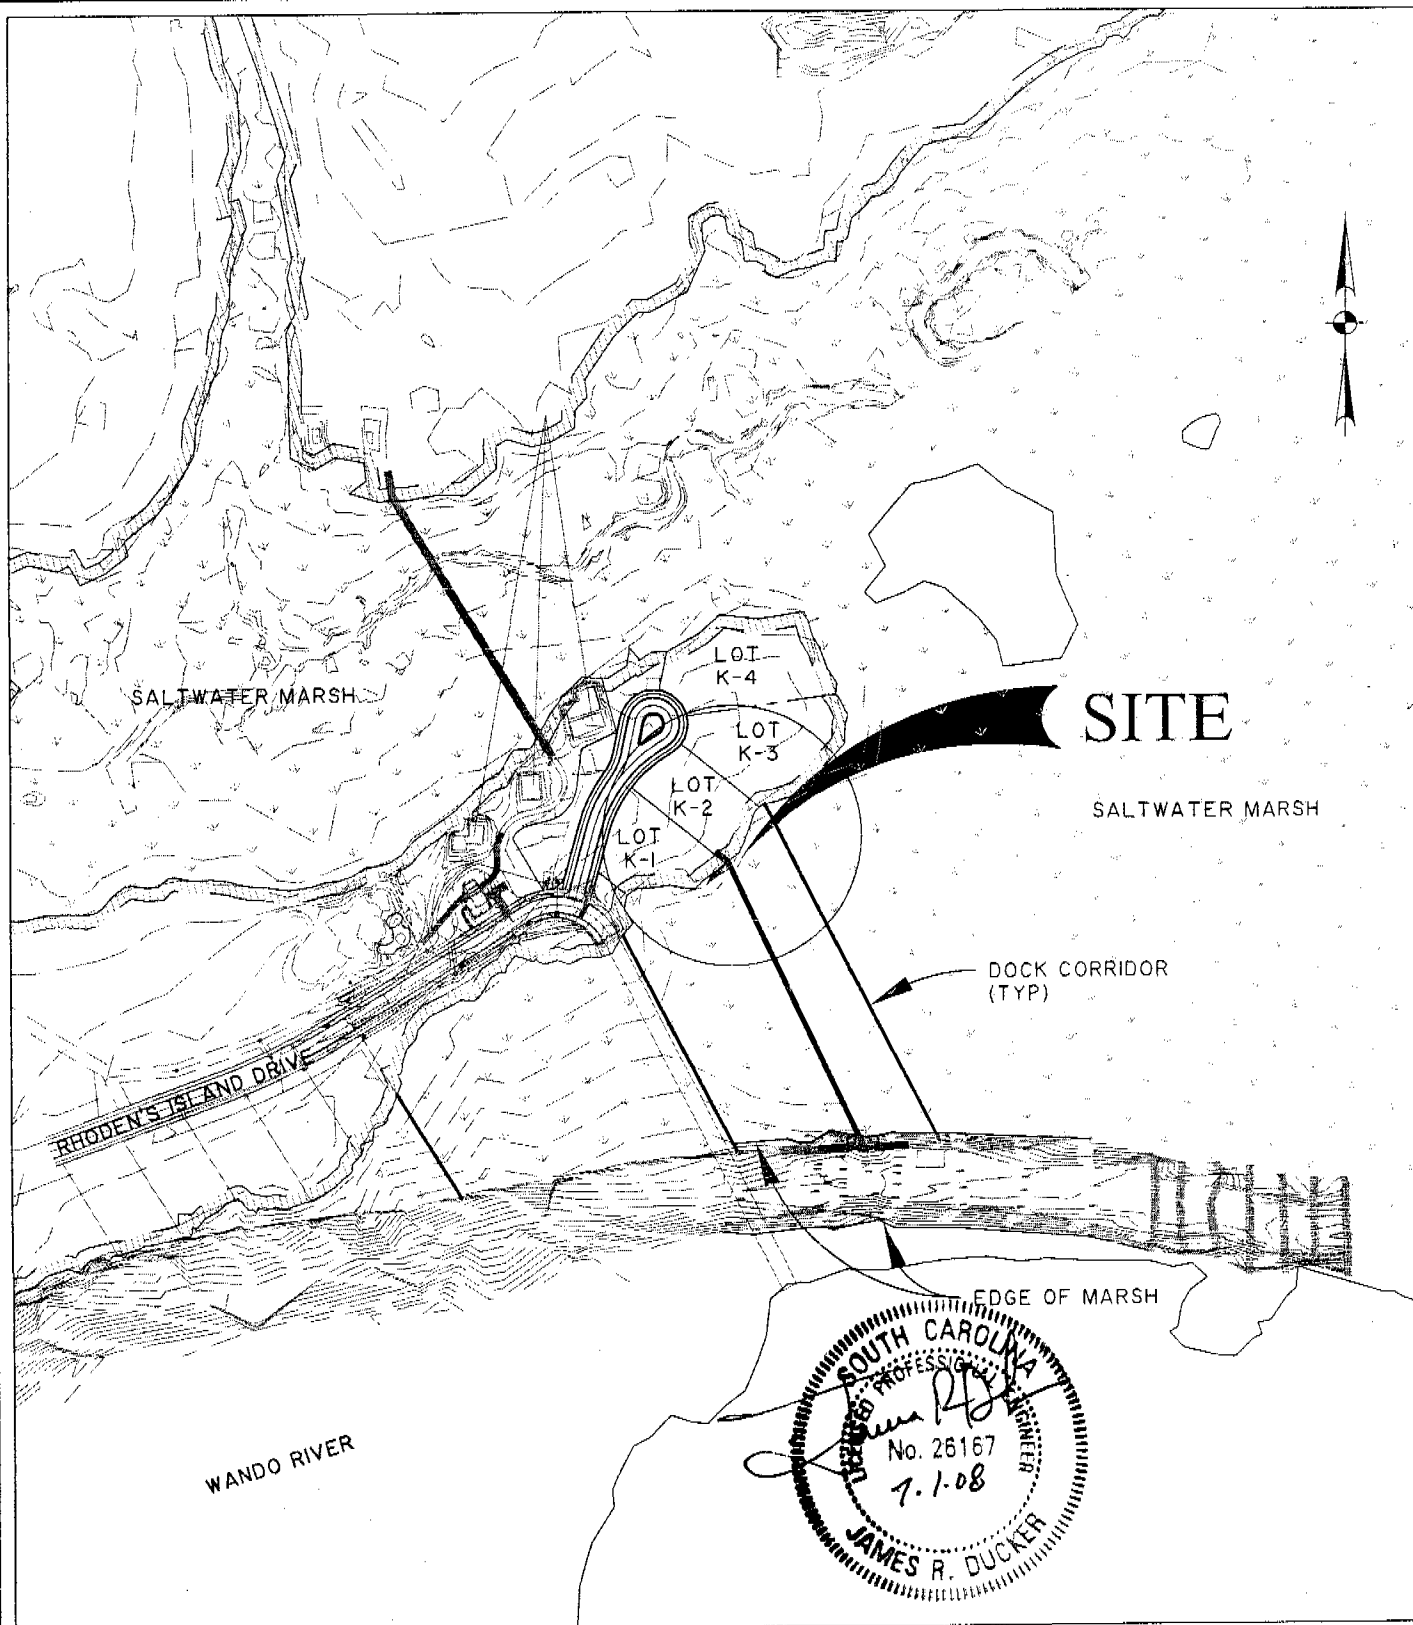 LOT
K-4
SALTWATER MARSH
SITE
LOT
K-3
LOT
K-2
SALTWATER MARSH
LOT
K-1
DOCK CORRIDOR
(TYP)
RHODEN'S ISLAND DRIVE
EDGE OF MARSH
SOUTH CAROLINA
LICENSED PROFESSIONAL ENGINEER
No. 26167
7.1.08
JAMES R. DUCKER
WANDO RIVER